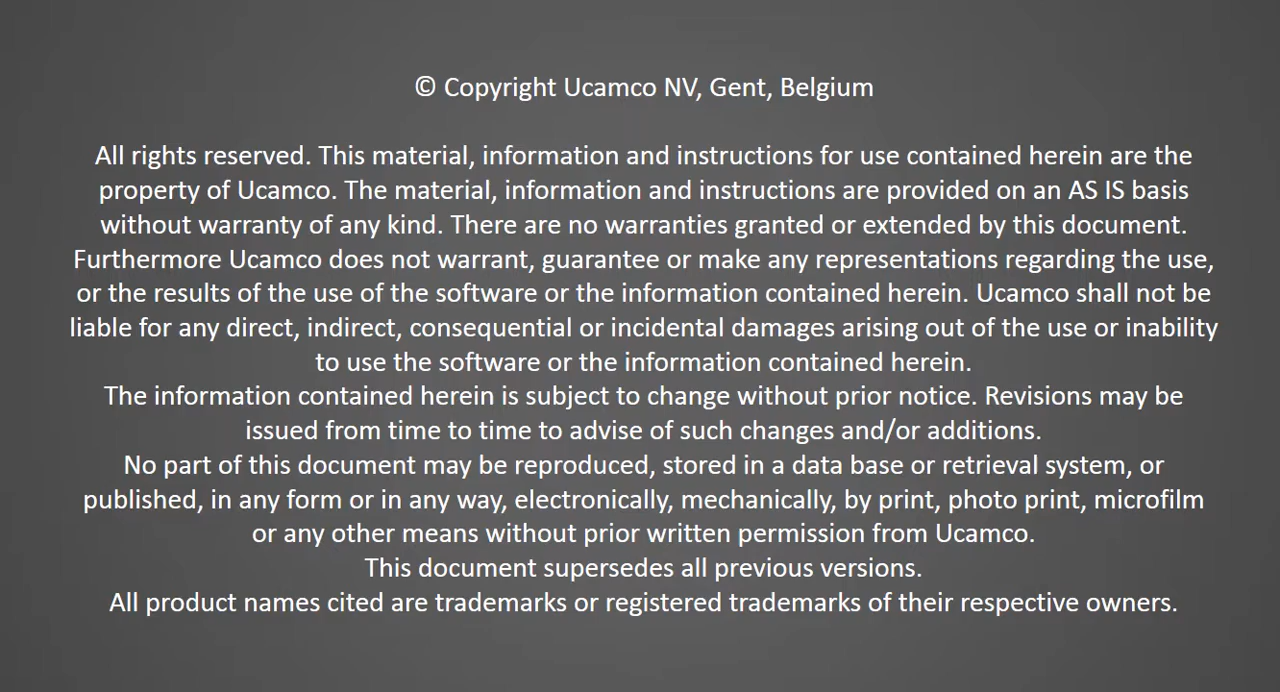 © Copyright Ucamco NV, Gent, Belgium
All rights reserved. This material, information and instructions for use contained herein are the
property of Ucamco. The material, information and instructions are provided on an AS IS basis
without warranty of any kind. There are no warranties granted or extended by this document.
Furthermore Ucamco does not warrant, guarantee or make any representations regarding the use,
or the results of the use of the software or the information contained herein. Ucamco shall not be
liable for any direct, indirect, consequential or incidental damages arising out of the use or inability
to use the software or the information contained herein.
The information contained herein is subject to change without prior notice. Revisions may be
issued from time to time to advise of such changes and/or additions.
No part of this document may be reproduced, stored in a data base or retrieval system, or
published, in any form or in any way, electronically, mechanically, by print, photo print, microfilm
or any other means without prior written permission from Ucamco.
This document supersedes all previous versions.
All product names cited are trademarks or registered trademarks of their respective owners.